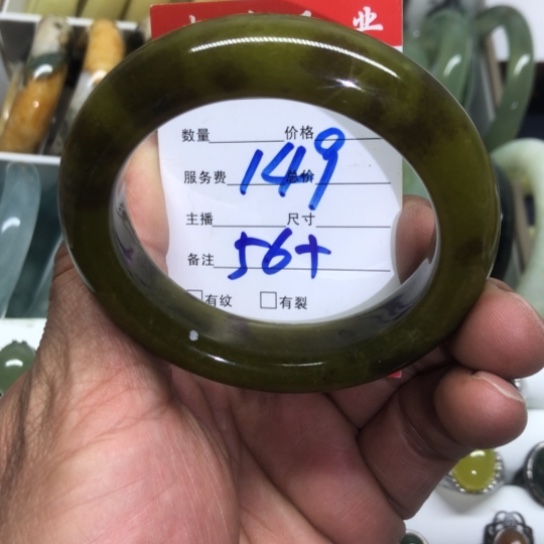 业
数量 价格
服务费 149 总价
主播 尺寸
备注 56+
有纹 有裂